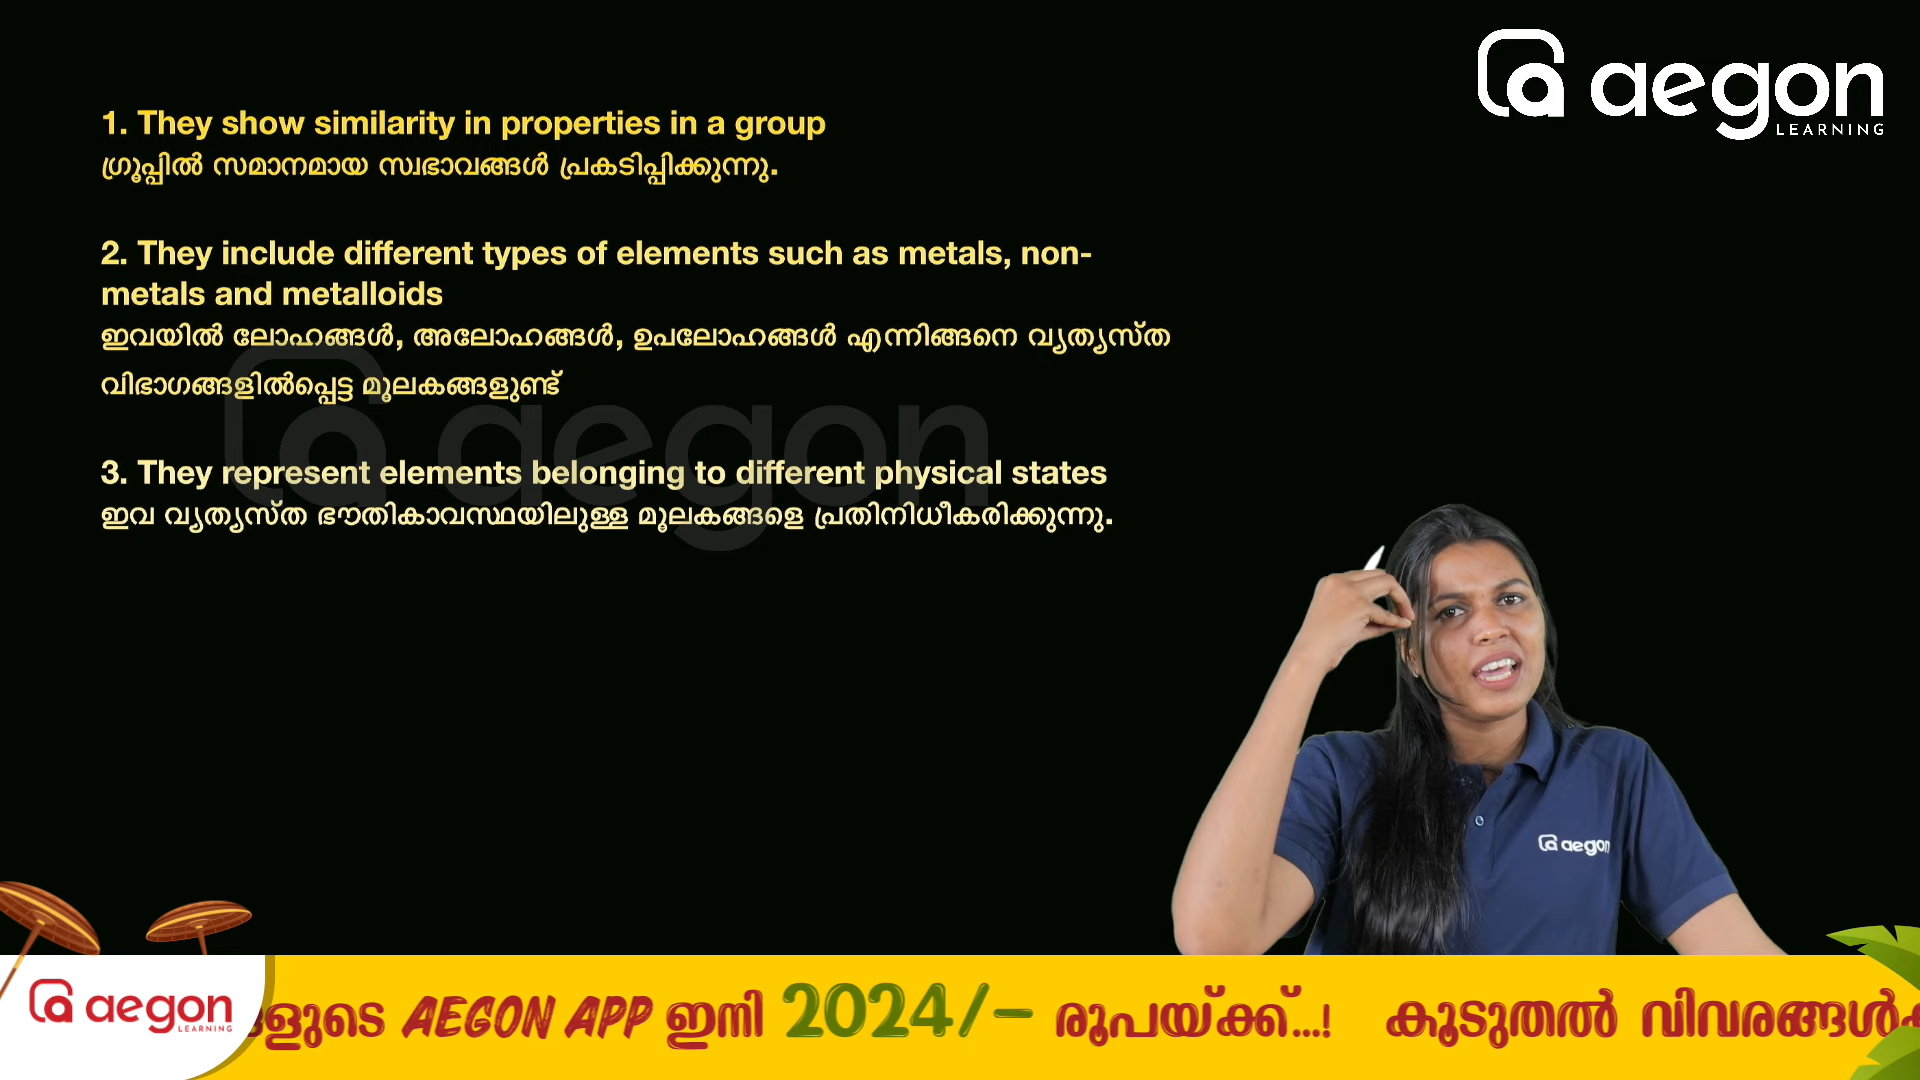 aegon
LEARNING
1. They show similarity in properties in a group
ഗ്രൂപ്പിൽ സമാനമായ സ്വഭാവങ്ങൾ പ്രകടിപ്പിക്കുന്നു.
2. They include different types of elements such as metals, non-
metals and metalloids
ഇവയിൽ ലോഹങ്ങൾ, അലോഹങ്ങൾ, ഉപലോഹങ്ങൾ എന്നിങ്ങനെ വ്യത്യസ്ത
വിഭാഗങ്ങളിൽപ്പെട്ട മൂലകങ്ങളുണ്ട്
aegon
3. They represent elements belonging to different physical states
ഇവ വ്യത്യസ്ത ഭൗതികാവസ്ഥയിലുള്ള മൂലകങ്ങളെ പ്രതിനിധീകരിക്കുന്നു.
aegon
aegon
LEARNING
AEGON APP ഇനി 2024/- രൂപയ്ക്ക്...! കൂടുതൽ വിവരങ്ങൾക്ക